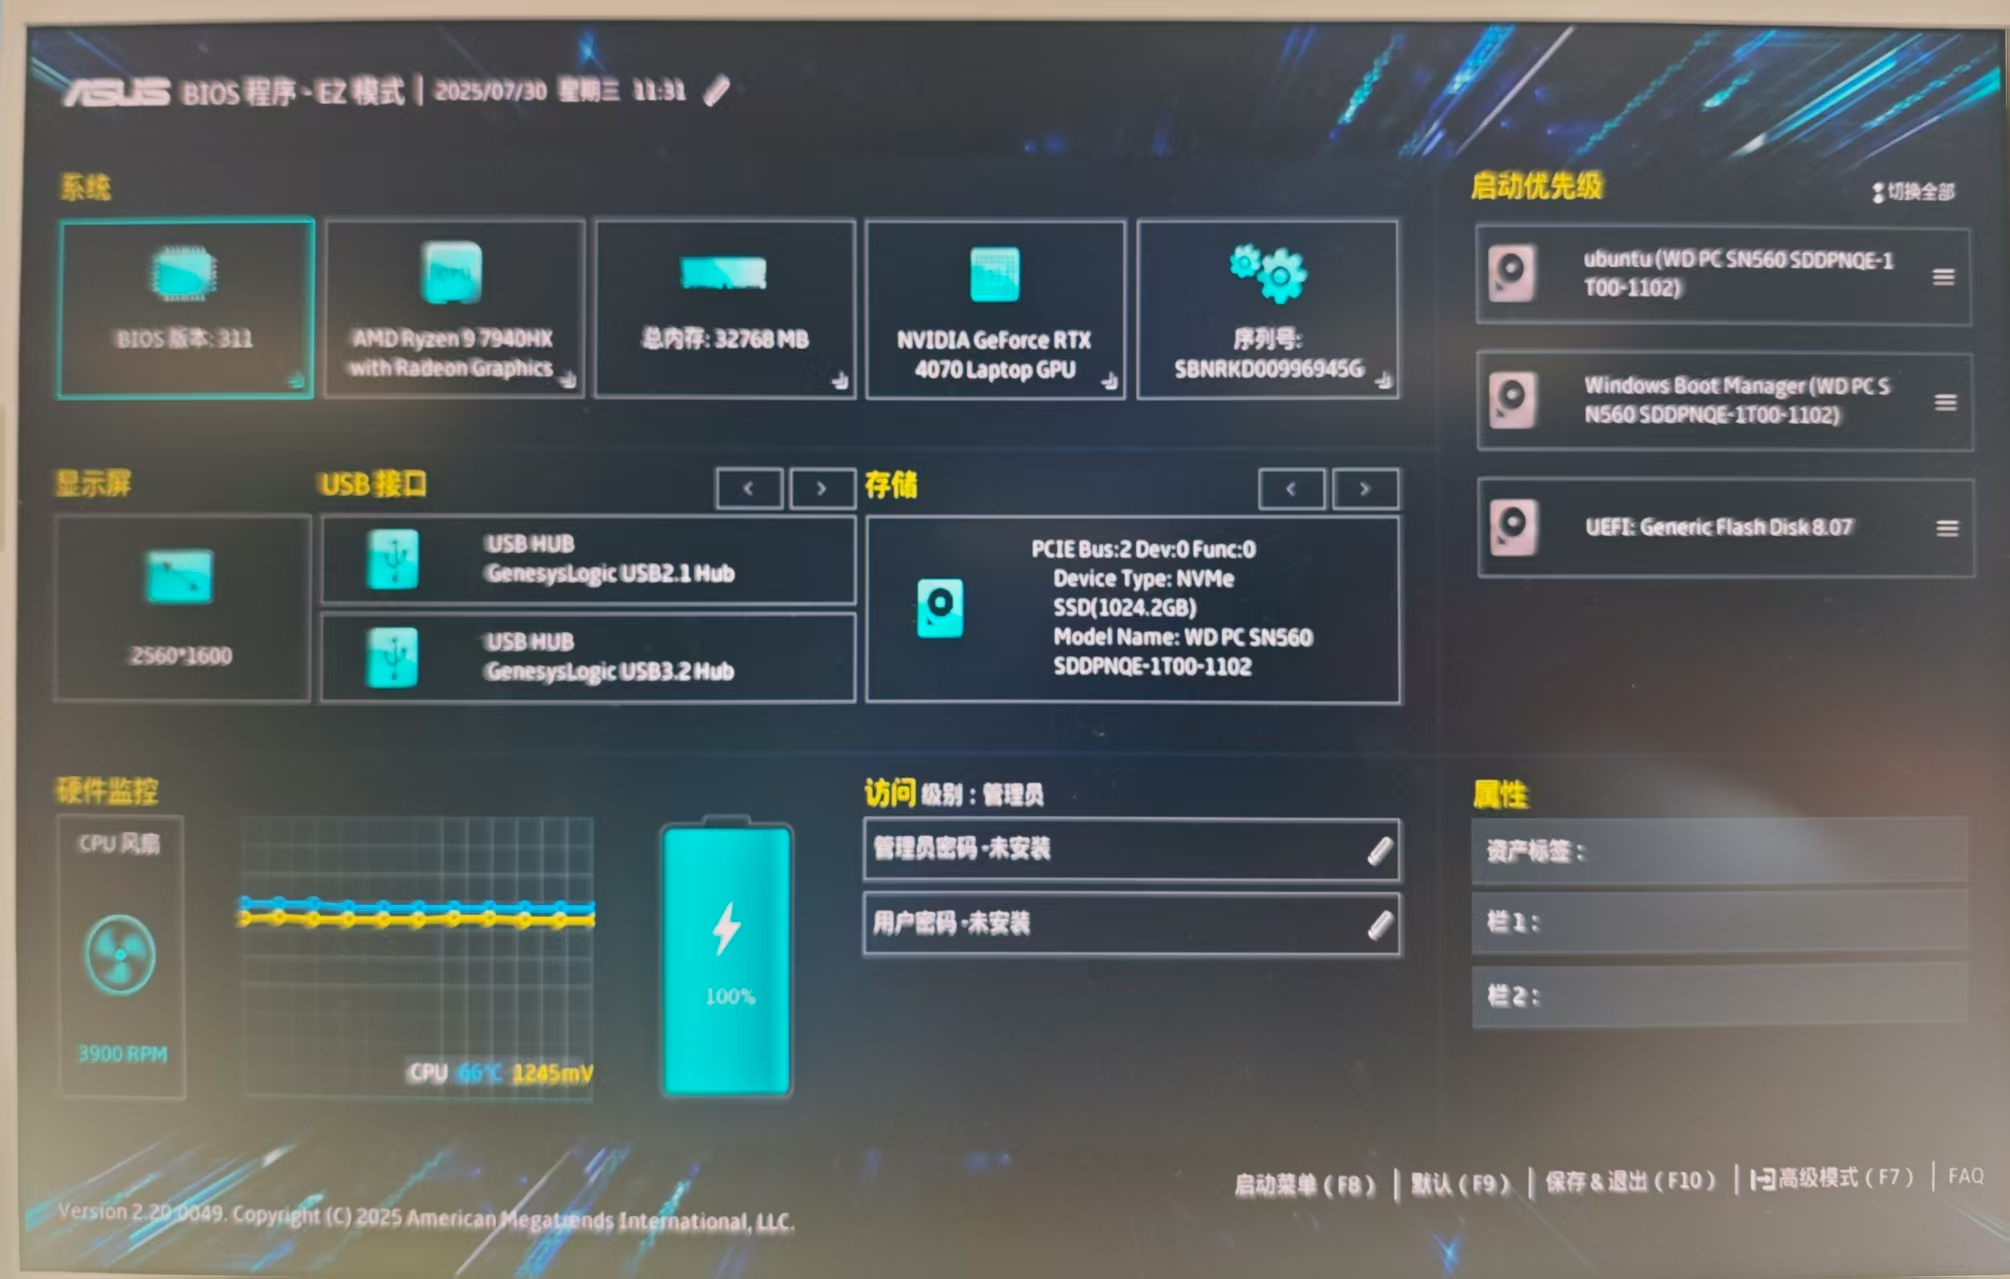 ASUS BIOS 程序 - EZ 模式 | 2025/07/30 星期三 11:31
系统
BIOS 版本: 311
AMD Ryzen 9 7940HX
with Radeon Graphics
总内存: 32768 MB
NVIDIA GeForce RTX
4070 Laptop GPU
序列号:
SBNRKD00996945G
启动优先级
切换全部
ubuntu (WD PC SN560 SDDPNQE-1
T00-1102)
Windows Boot Manager (WD PC S
N560 SDDPNQE-1T00-1102)
UEFI: Generic Flash Disk 8.07
显示屏
2560*1600
USB 接口
USB HUB
GenesysLogic USB2.1 Hub
USB HUB
GenesysLogic USB3.2 Hub
存储
PCIE Bus:2 Dev:0 Func:0
Device Type: NVMe
SSD(1024.2GB)
Model Name: WD PC SN560
SDDPNQE-1T00-1102
硬件监控
CPU 风扇
3900 RPM
CPU 66°C 1245mV
100%
访问 级别 : 管理员
管理员密码 -未安装
用户密码 -未安装
属性
资产标签 :
栏 1 :
栏 2 :
启动菜单 ( F8 ) | 默认 ( F9 ) | 保存 & 退出 ( F10 ) | 高级模式 ( F7 ) | FAQ
Version 2.20.0049. Copyright (C) 2025 American Megatrends International, LLC.